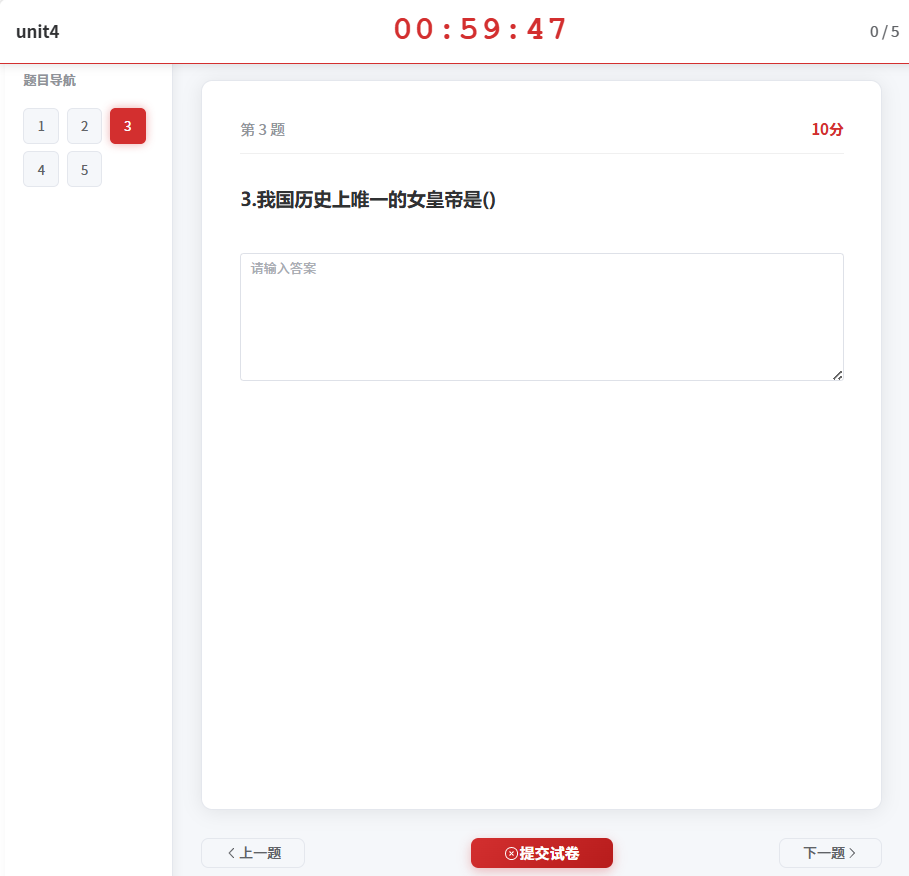 unit4
00:59:47
0 / 5
题目导航
1
2
3
4
5
第 3 题
10分
3.我国历史上唯一的女皇帝是()
请输入答案
上一题
提交试卷
下一题